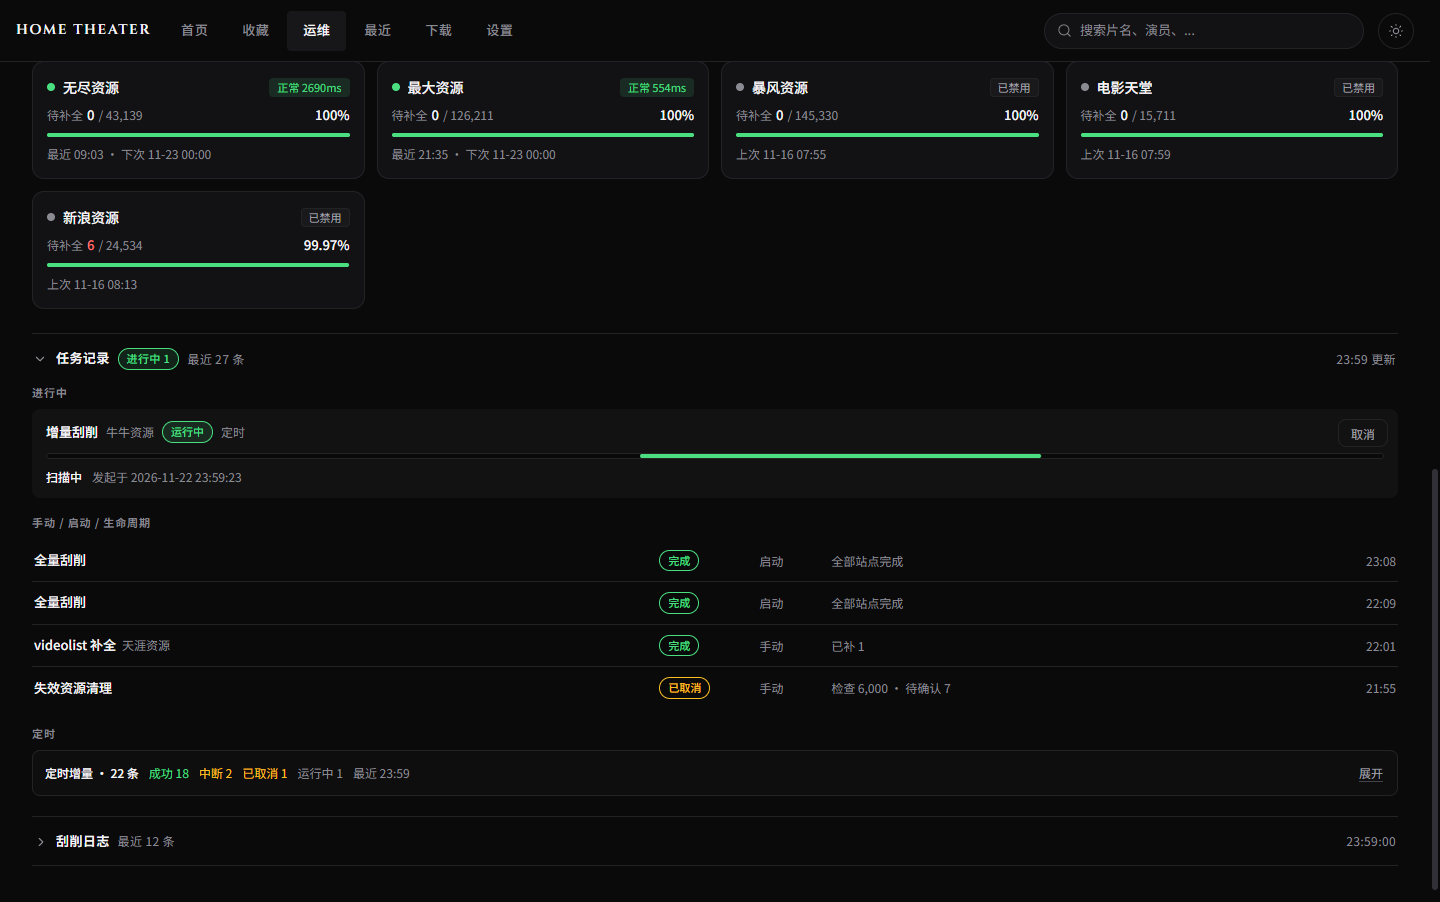 HOME THEATER 首页 收藏 运维 最近 下载 设置 搜索片名、演员、...
无尽资源 正常 2690ms
待补全 0 / 43,139 100%
最近 09:03 • 下次 11-23 00:00
最大资源 正常 554ms
待补全 0 / 126,211 100%
最近 21:35 • 下次 11-23 00:00
暴风资源 已禁用
待补全 0 / 145,330 100%
上次 11-16 07:55
电影天堂 已禁用
待补全 0 / 15,711 100%
上次 11-16 07:59
新浪资源 已禁用
待补全 6 / 24,534 99.97%
上次 11-16 08:13
任务记录 进行中 1 最近 27 条 23:59 更新
进行中
增量刮削 牛牛资源 运行中 定时 取消
扫描中 发起于 2026-11-22 23:59:23
手动 / 启动 / 生命周期
全量刮削 完成 启动 全部站点完成 23:08
全量刮削 完成 启动 全部站点完成 22:09
videolist 补全 天涯资源 完成 手动 已补 1 22:01
失效资源清理 已取消 手动 检查 6,000 • 待确认 7 21:55
定时
定时增量 • 22 条 成功 18 中断 2 已取消 1 运行中 1 最近 23:59 展开
刮削日志 最近 12 条 23:59:00